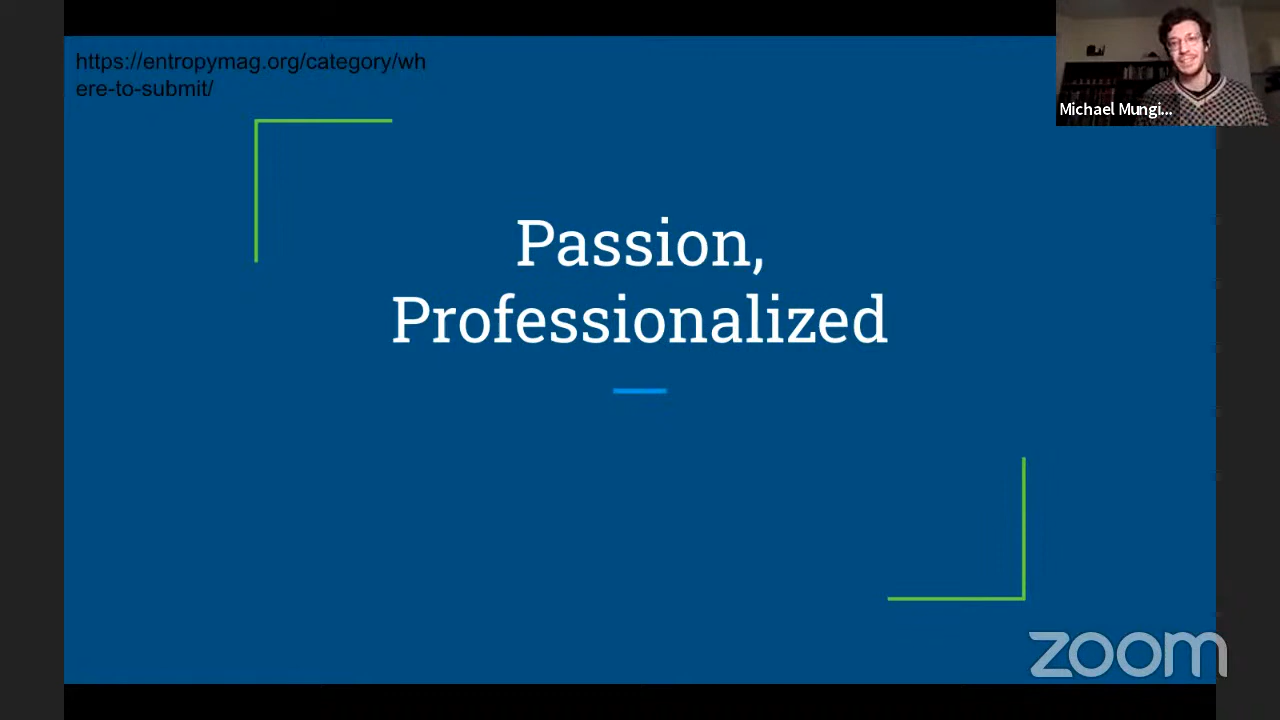 https://entropymag.org/category/wh
ere-to-submit/
Michael Mungi...
Passion,
Professionalized
zoom